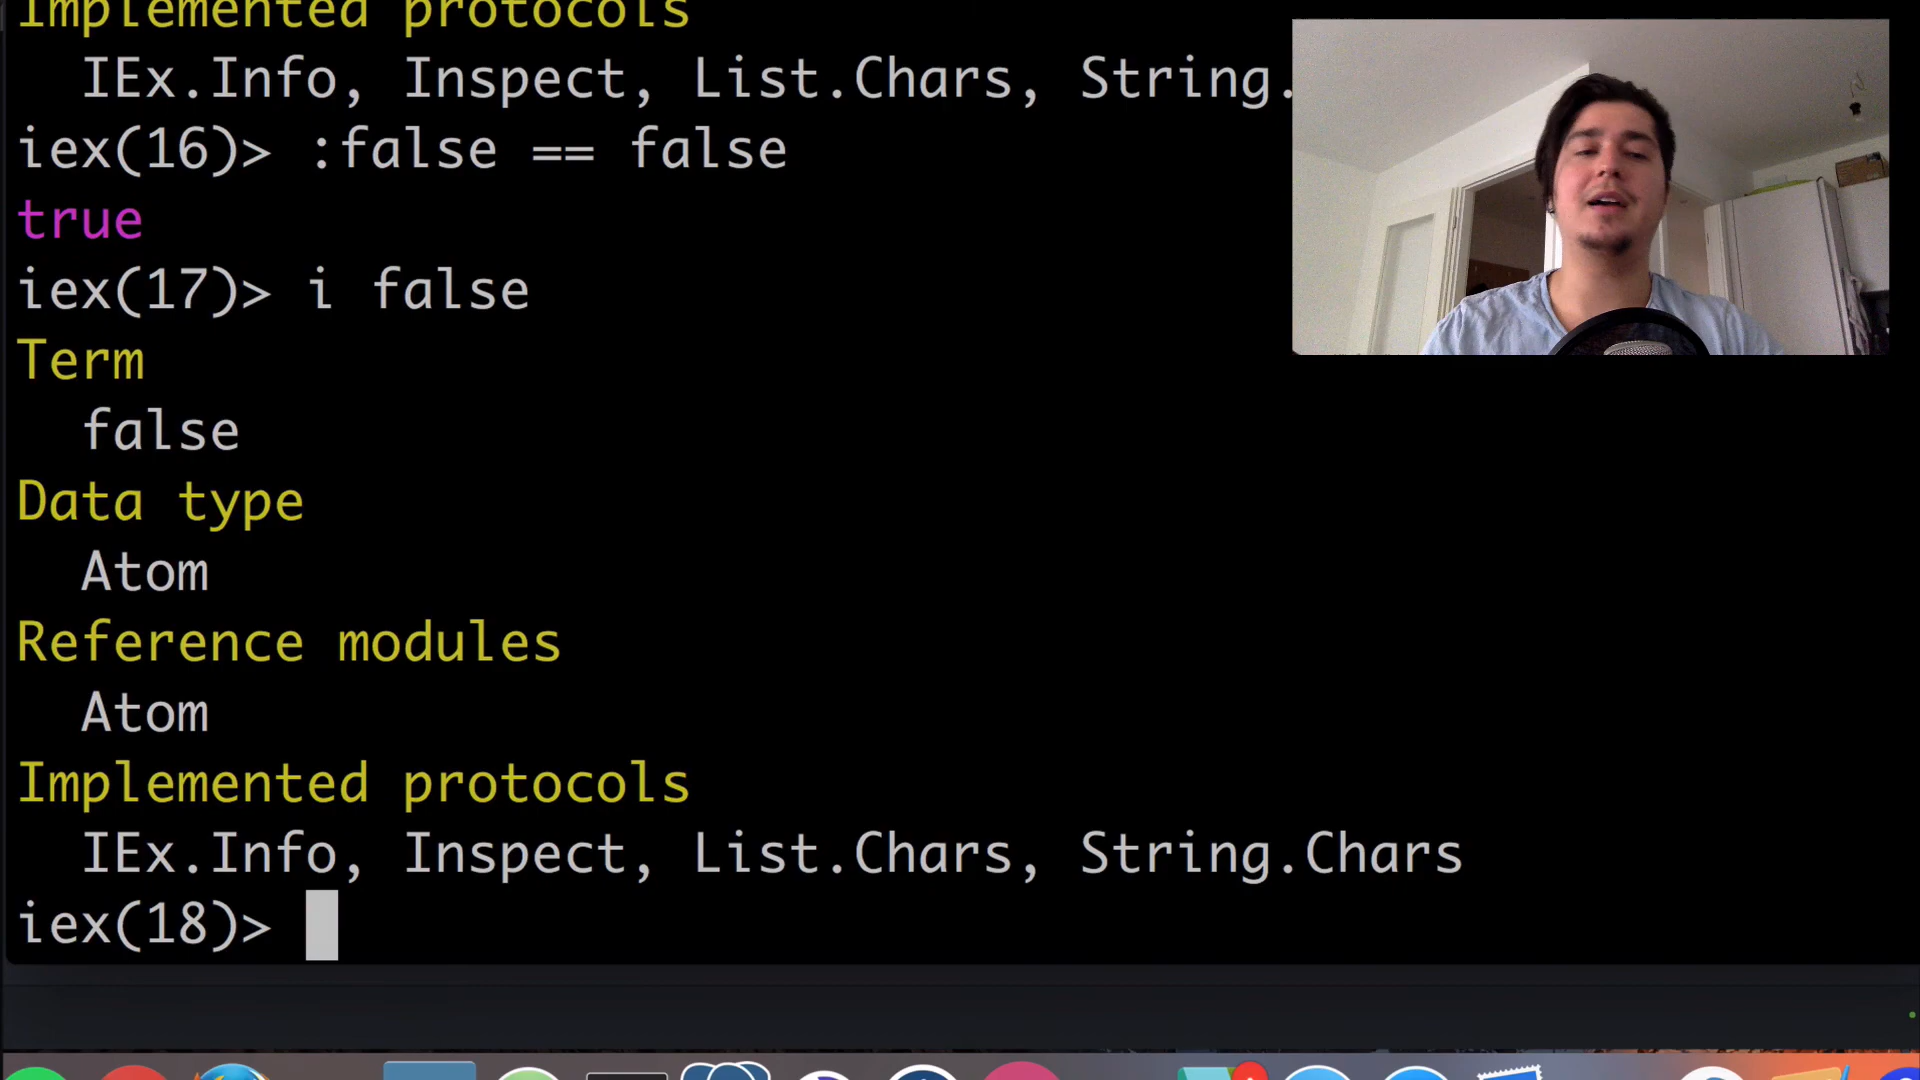 Implemented protocols
IEx.Info, Inspect, List.Chars, String.
iex(16)> :false == false
true
iex(17)> i false
Term
false
Data type
Atom
Reference modules
Atom
Implemented protocols
IEx.Info, Inspect, List.Chars, String.Chars
iex(18)>